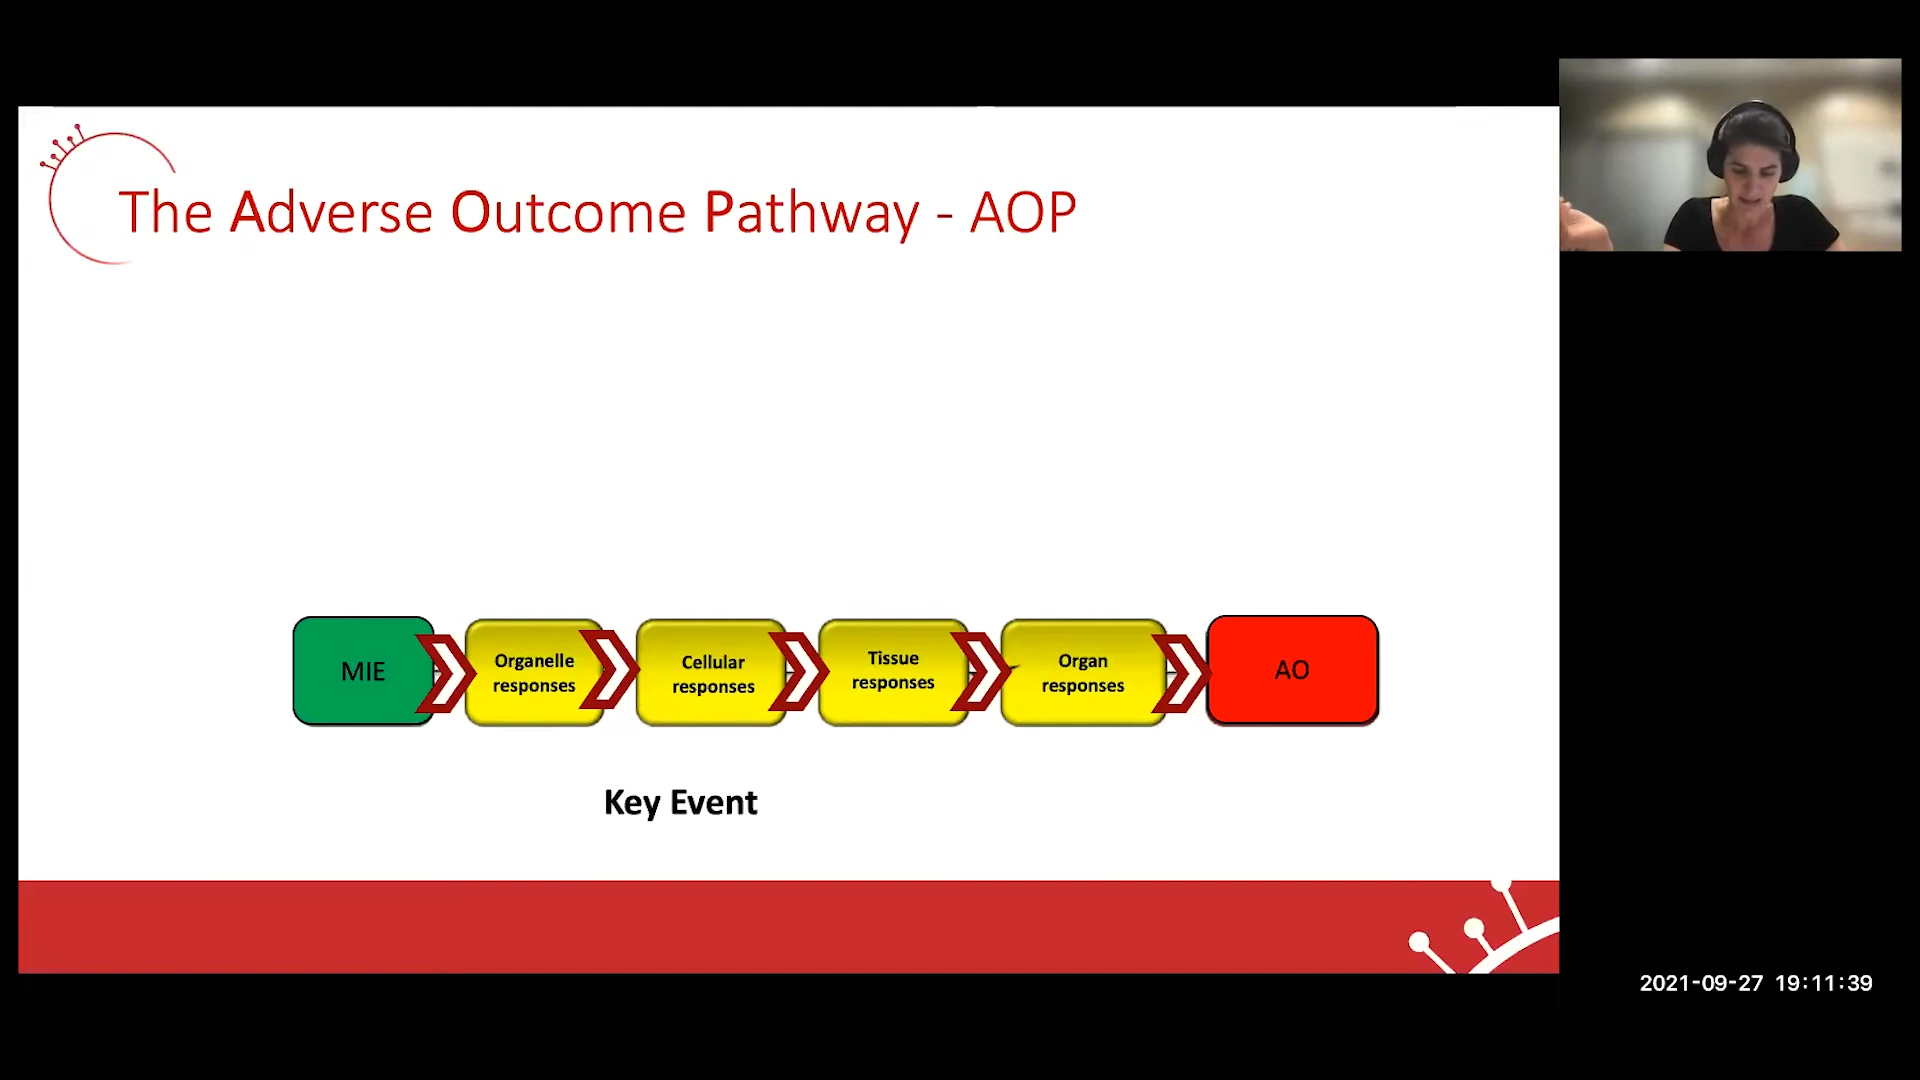 The Adverse Outcome Pathway - AOP
MIE
Organelle
responses
Cellular
responses
Tissue
responses
Organ
responses
AO
Key Event
2021-09-27 19:11:39